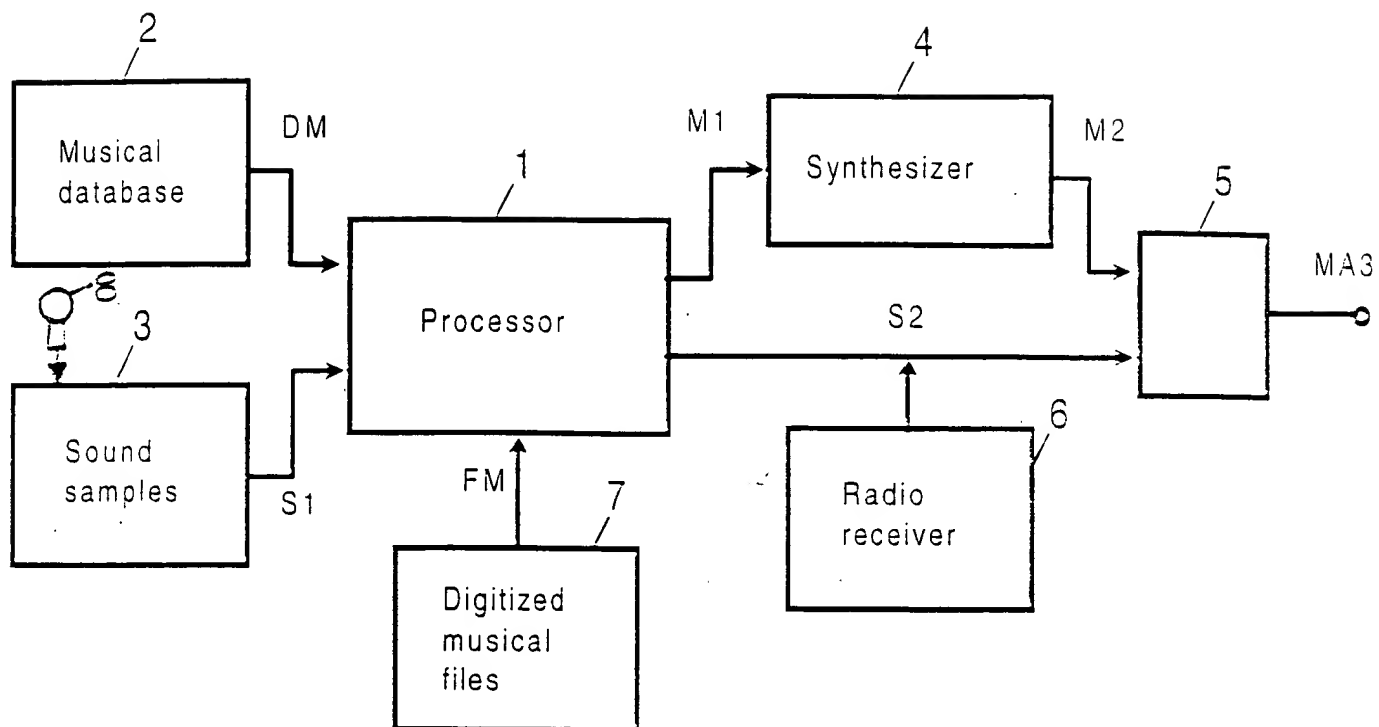 2
4
DM
M1
M2
Musical
database
1
Synthesizer
5
8
MA3
3
Processor
S2
Sound
samples
S1
FM
7
6
Radio
receiver
Digitized
musical
files